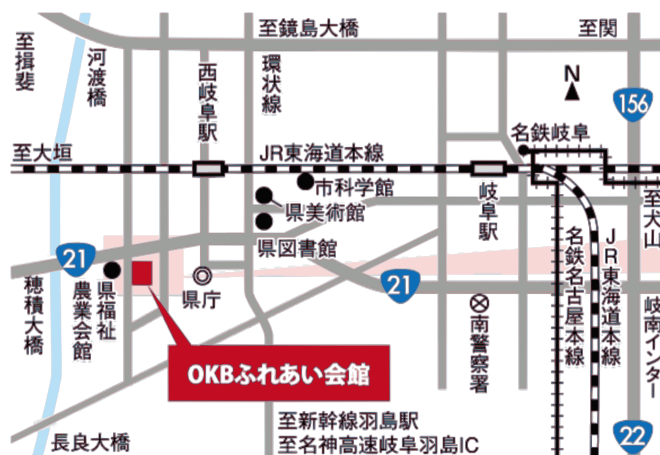 至鏡島大橋
至関
至揖斐
河渡橋
西岐阜駅
環状線
N
156
名鉄岐阜
至大垣
JR東海道本線
市科学館
県美術館
岐阜駅
至犬山
県図書館
21
県福祉
農業会館
県庁
穂積大橋
21
名鉄名古屋本線
JR東海道本線
南警察署
岐南インター
OKBふれあい会館
至新幹線羽島駅
至名神高速岐阜羽島IC
長良大橋
22